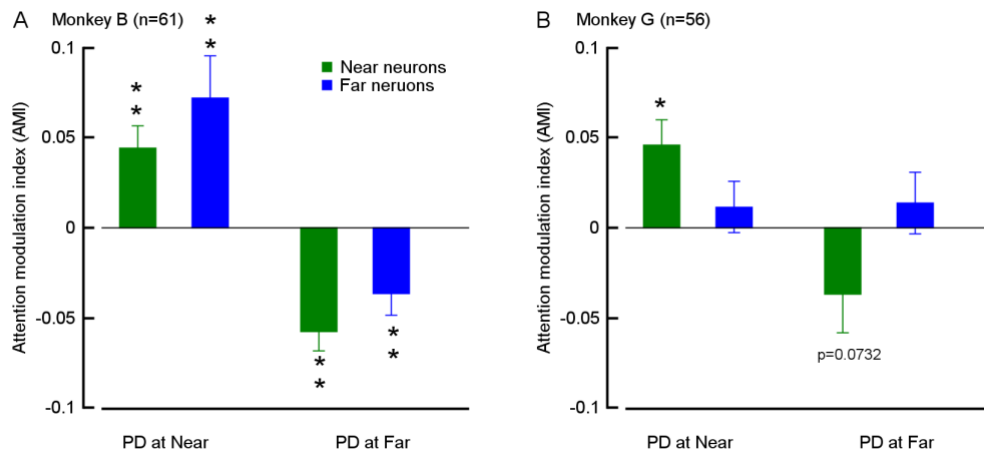 A
Monkey B (n=61)
Attention modulation index (AMI)
0.1
0.05
0
-0.05
-0.1
* *
* *
* *
* *
Near neurons
Far neruons
PD at Near
PD at Far
B
Monkey G (n=56)
Attention modulation index (AMI)
0.1
0.05
0
-0.05
-0.1
*
p=0.0732
PD at Near
PD at Far